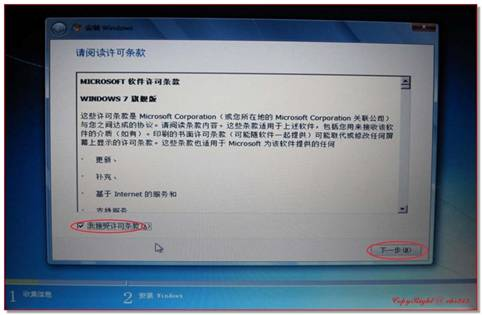 安装 Windows
请阅读许可条款
MICROSOFT 软件许可条款
WINDOWS 7 旗舰版
这些许可条款是 Microsoft Corporation（或您所在地的 Microsoft Corporation 关联公司）
与您之间达成的协议。请阅读条款内容。这些条款适用于上述软件，包括您用来接收该软
件的介质（如有）。印刷的书面许可条款（可能随软件一起提供）可能取代或修改任何屏
幕上显示的许可条款。这些条款也适用于 Microsoft 为该软件提供的任何
· 更新、
· 补充、
· 基于 Internet 的服务和
· 支持服务
我接受许可条款(A)
下一步(N)
1 收集信息
2 安装 Windows
CopyRight @